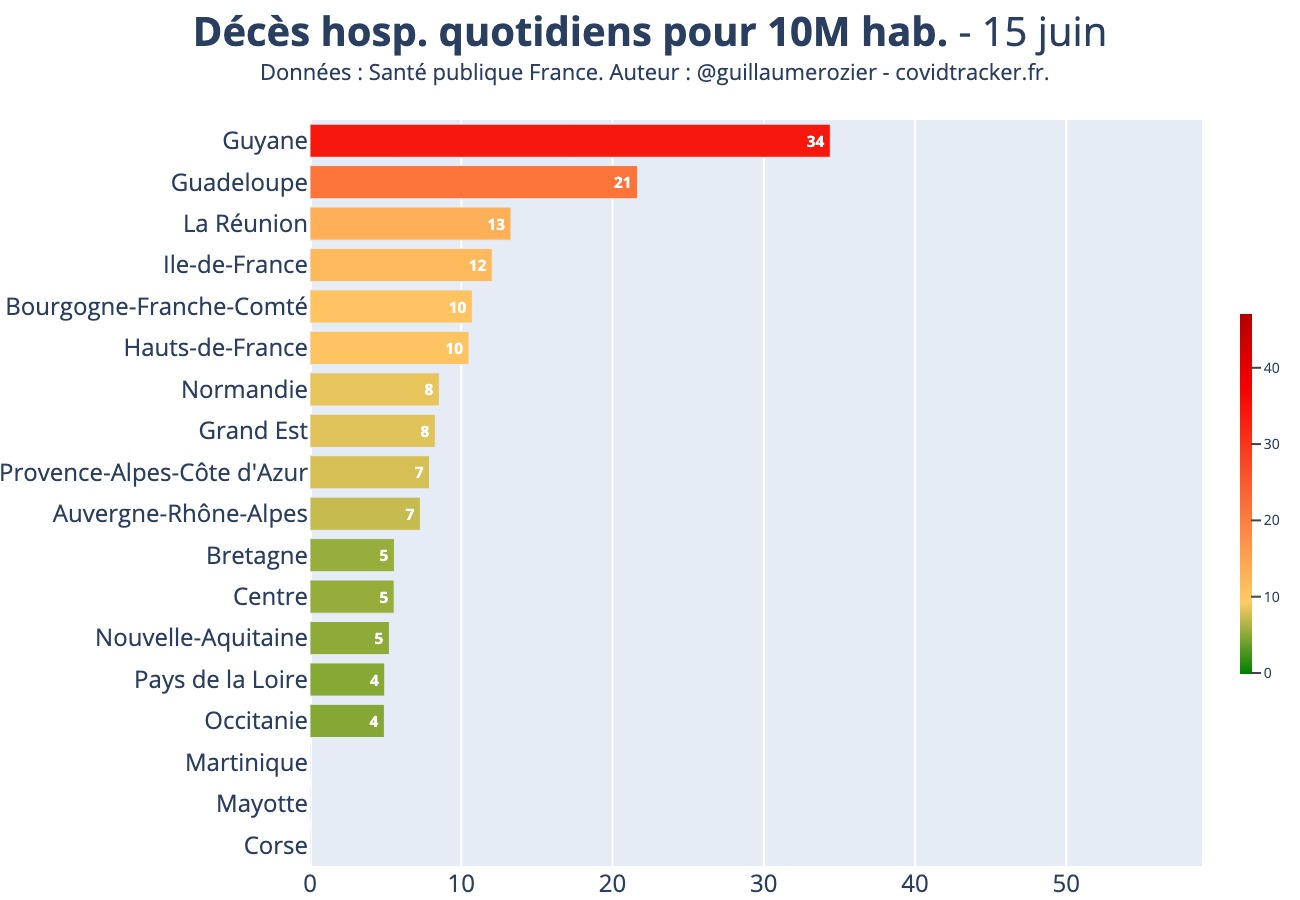 Décès hosp. quotidiens pour 10M hab. - 15 juin
Données : Santé publique France. Auteur : @guillaumerozier - covidtracker.fr.
Guyane 34
Guadeloupe 21
La Réunion 13
Ile-de-France 12
Bourgogne-Franche-Comté 10
Hauts-de-France 10
Normandie 8
Grand Est 8
Provence-Alpes-Côte d'Azur 7
Auvergne-Rhône-Alpes 7
Bretagne 5
Centre 5
Nouvelle-Aquitaine 5
Pays de la Loire 4
Occitanie 4
Martinique
Mayotte
Corse
0 10 20 30 40 50
40
30
20
10
0